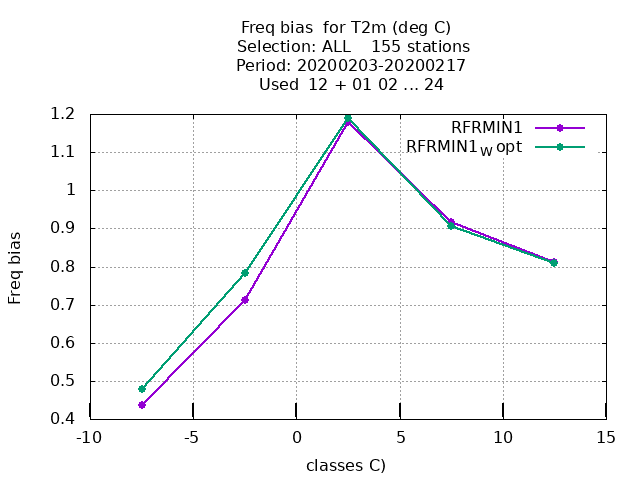 Freq bias  for T2m (deg C)
Selection: ALL    155 stations
Period: 20200203-20200217
Used  12 + 01 02 ... 24
RFRMIN1
RFRMIN1W opt
1.2
1.1
1
0.9
0.8
0.7
0.6
0.5
0.4
Freq bias
-10
-5
0
5
10
15
classes C)